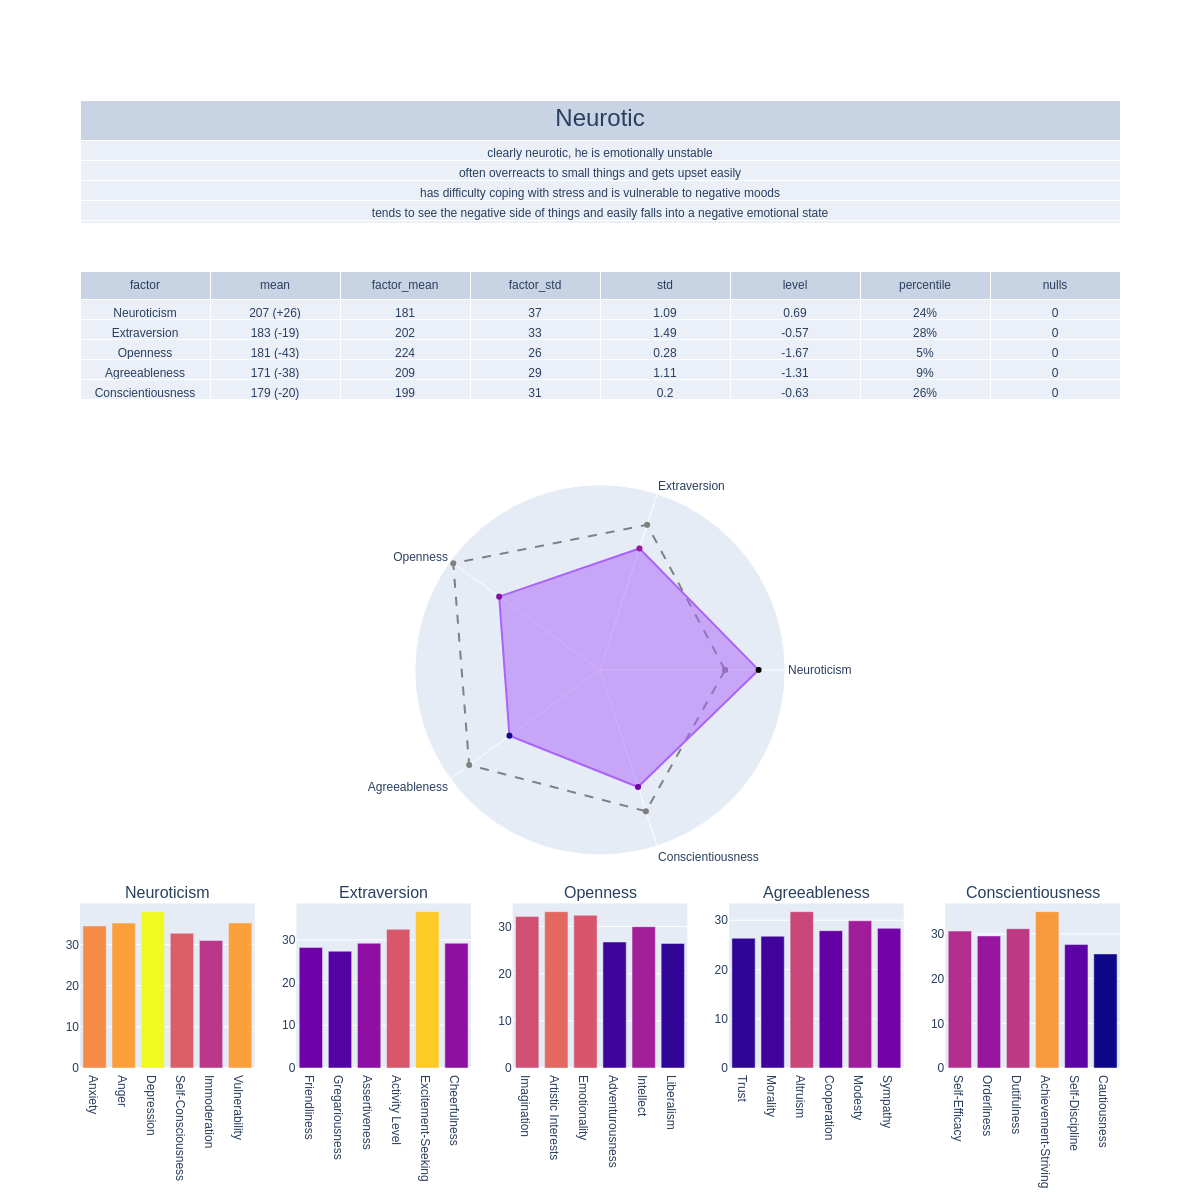 Neurotic
clearly neurotic, he is emotionally unstable
often overreacts to small things and gets upset easily
has difficulty coping with stress and is vulnerable to negative moods
tends to see the negative side of things and easily falls into a negative emotional state
factor mean factor_mean factor_std std level percentile nulls
Neuroticism 207 (+26) 181 37 1.09 0.69 24% 0
Extraversion 183 (-19) 202 33 1.49 -0.57 28% 0
Openness 181 (-43) 224 26 0.28 -1.67 5% 0
Agreeableness 171 (-38) 209 29 1.11 -1.31 9% 0
Conscientiousness 179 (-20) 199 31 0.2 -0.63 26% 0
Extraversion
Openness
Neuroticism
Agreeableness
Conscientiousness
Neuroticism
30
20
10
0
Anxiety
Anger
Depression
Self-Consciousness
Immoderation
Vulnerability
Extraversion
30
20
10
0
Friendliness
Gregariousness
Assertiveness
Activity Level
Excitement-Seeking
Cheerfulness
Openness
30
20
10
0
Imagination
Artistic Interests
Emotionality
Adventurousness
Intellect
Liberalism
Agreeableness
30
20
10
0
Trust
Morality
Altruism
Cooperation
Modesty
Sympathy
Conscientiousness
30
20
10
0
Self-Efficacy
Orderliness
Dutifulness
Achievement-Striving
Self-Discipline
Cautiousness